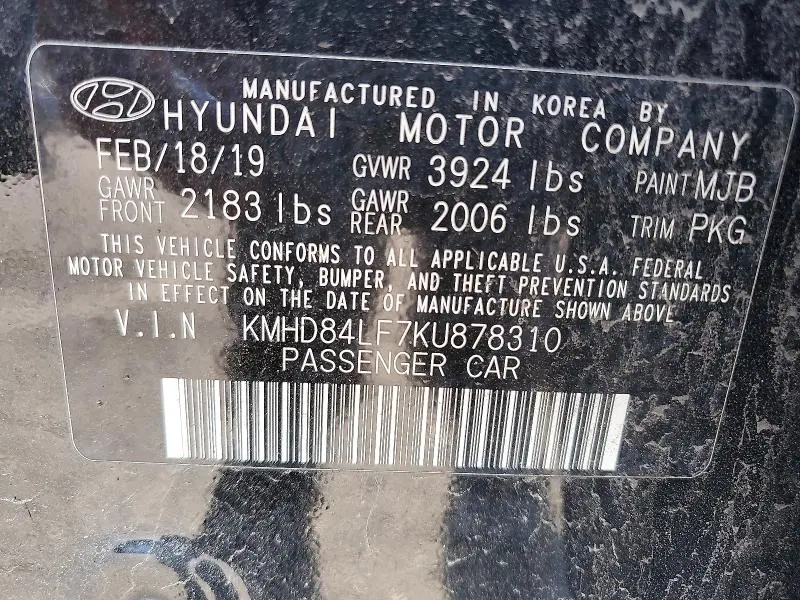 MANUFACTURED IN KOREA BY
HYUNDAI MOTOR COMPANY
FEB/18/19 GVWR 3924 lbs PAINT MJB
GAWR FRONT 2183 lbs GAWR REAR 2006 lbs TRIM PKG
THIS VEHICLE CONFORMS TO ALL APPLICABLE U.S.A. FEDERAL
MOTOR VEHICLE SAFETY, BUMPER, AND THEFT PREVENTION STANDARDS
IN EFFECT ON THE DATE OF MANUFACTURE SHOWN ABOVE
V.I.N KMHD84LF7KU878310
PASSENGER CAR